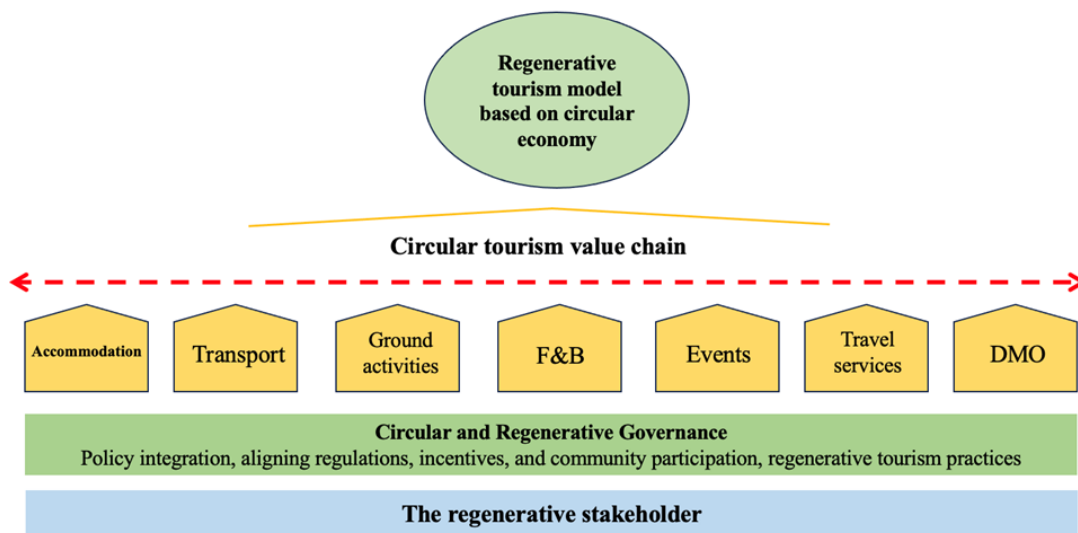 Regenerative
tourism model
based on circular
economy
Circular tourism value chain
Accommodation
Transport
Ground
activities
F&B
Events
Travel
services
DMO
Circular and Regenerative Governance
Policy integration, aligning regulations, incentives, and community participation, regenerative tourism practices
The regenerative stakeholder